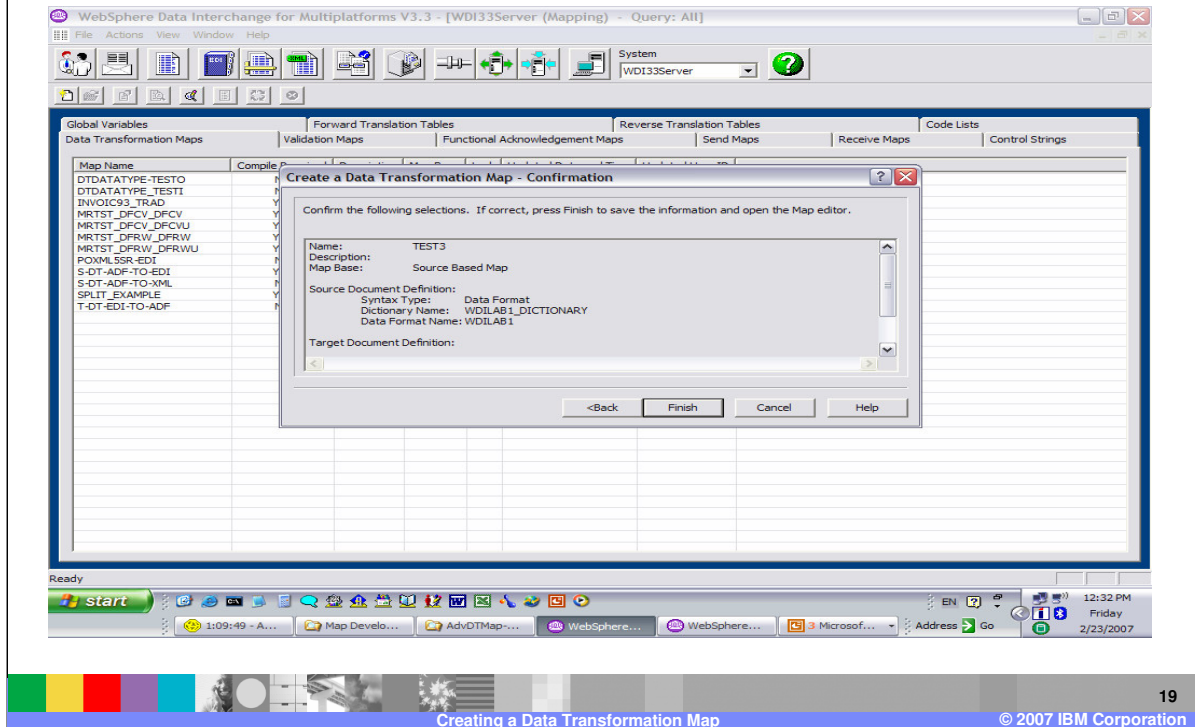 WebSphere Data Interchange for Multiplatforms V3.3 - [WDI33Server (Mapping) - Query: All]
File Actions View Window Help
System
WDI33Server
Global Variables Forward Translation Tables Reverse Translation Tables Code Lists
Data Transformation Maps Validation Maps Functional Acknowledgement Maps Send Maps Receive Maps Control Strings
Map Name Compile
DTDATATYPE-TESTO
DTDATATYPE_TESTI
INVOIC93_TRAD
MRTST_DFCV_DFCV
MRTST_DFCV_DFCVU
MRTST_DFRW_DFRW
MRTST_DFRW_DFRWU
POXML5SR-EDI
S-DT-ADF-TO-EDI
S-DT-ADF-TO-XML
SPLIT_EXAMPLE
T-DT-EDI-TO-ADF
Create a Data Transformation Map - Confirmation
Confirm the following selections. If correct, press Finish to save the information and open the Map editor.
Name: TEST3
Description:
Map Base: Source Based Map
Source Document Definition:
Syntax Type: Data Format
Dictionary Name: WDILAB1_DICTIONARY
Data Format Name: WDILAB1
Target Document Definition:
<Back Finish Cancel Help
Ready
start EN 12:32 PM
Friday
1:09:49 - A... Map Develo... AdvDTMap-... WebSphere... WebSphere... 3 Microsof... Address Go 2/23/2007
19
Creating a Data Transformation Map © 2007 IBM Corporation